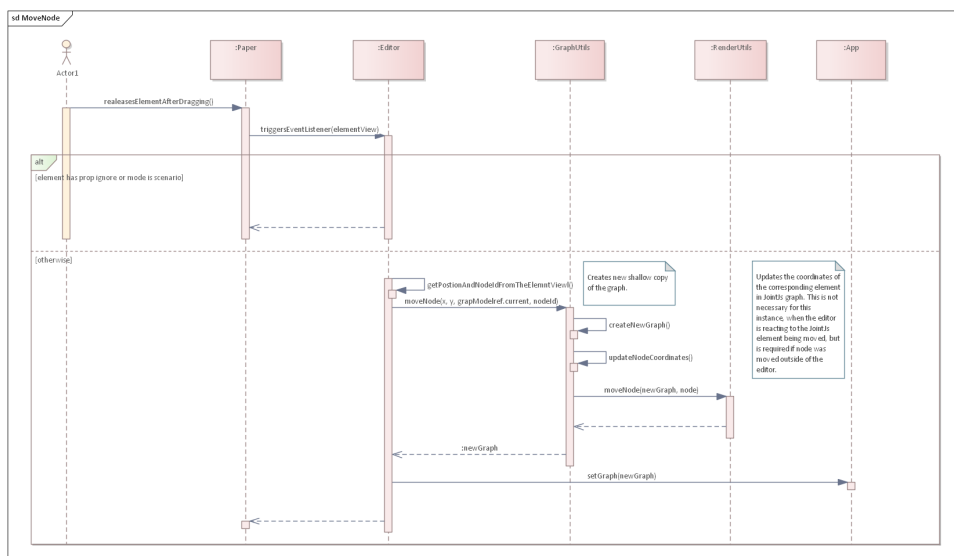 sd MoveNode
Actor1
:Paper
:Editor
:GraphUtils
:RenderUtils
:App
realeasesElementAfterDragging()
triggersEventListener(elementView)
alt
[element has prop ignore or mode is scenario]
[otherwise]
getPostionAndNodeIdFromTheElemntView()
moveNode(x, y, grapModelref.current, nodeId)
Creates new shallow copy
of the graph.
Updates the coordinates of
the corresponding element
in JointJs graph. This is not
necessary for this
instance, when the editor
is reacting to the JointJs
element being moved, but
is required if node was
moved outside of the
editor.
createNewGraph()
updateNodeCoordinates()
moveNode(newGraph, node)
:newGraph
setGraph(newGraph)